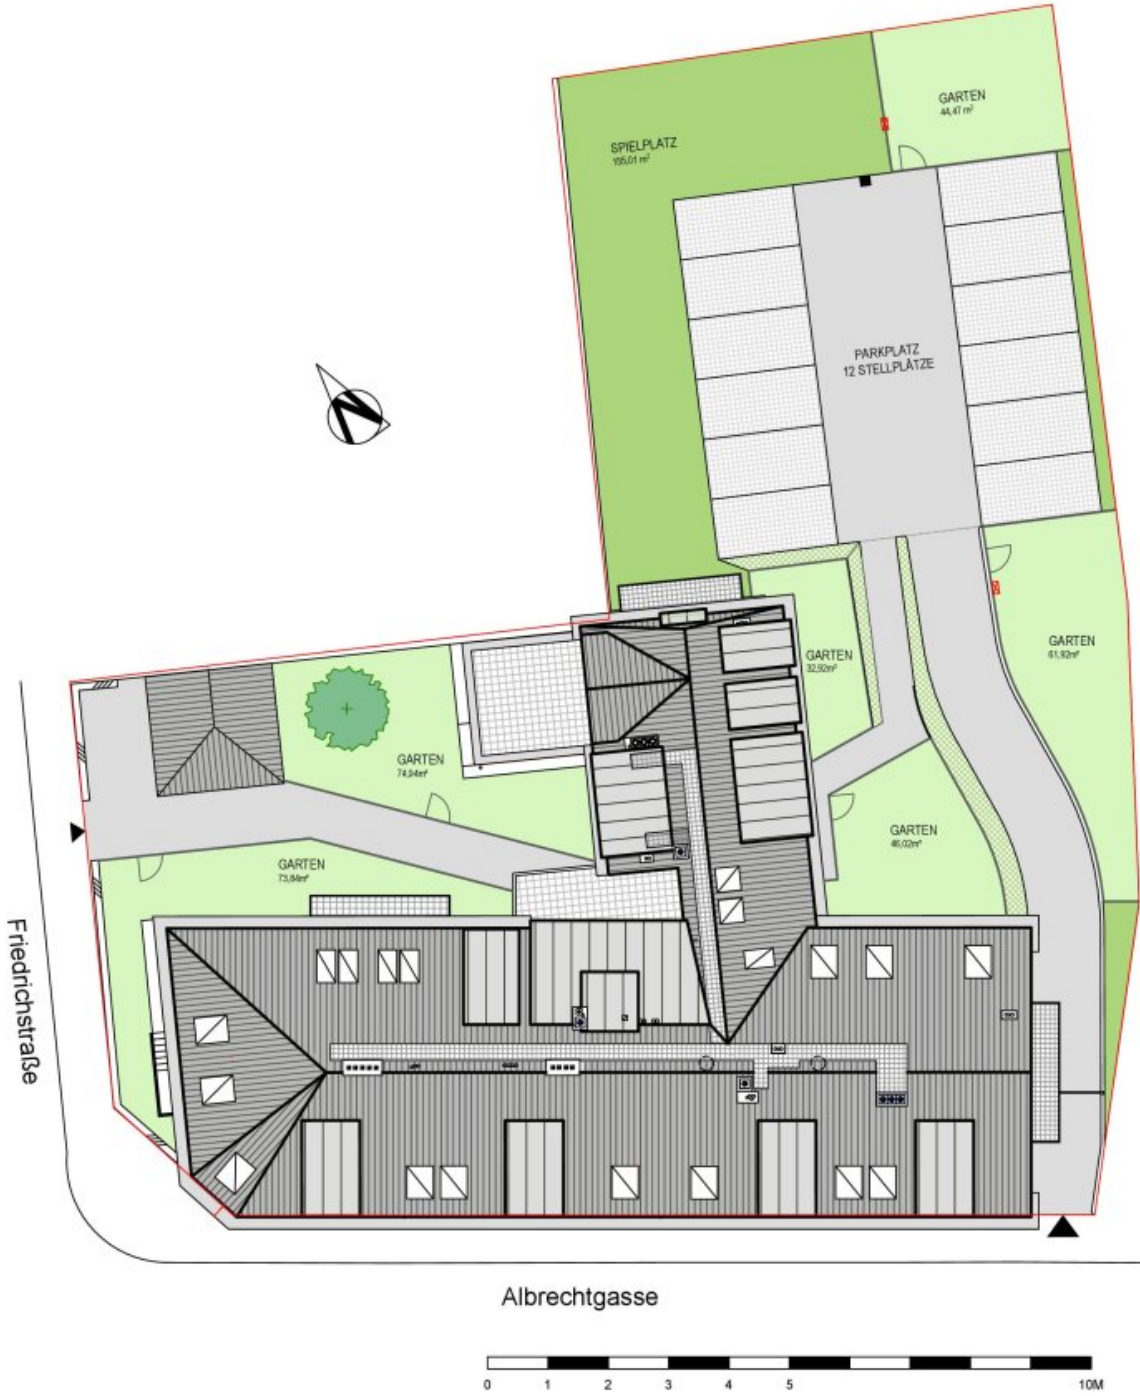 GARTEN
44,47 m²
SPIELPLATZ
195,01 m²
PARKPLATZ
12 STELLPLÄTZE
N
GARTEN
61,92m²
GARTEN
32,92m²
GARTEN
74,94m²
GARTEN
46,02m²
GARTEN
73,84m²
Friedrichstraße
Albrechtgasse
0 1 2 3 4 5 10M